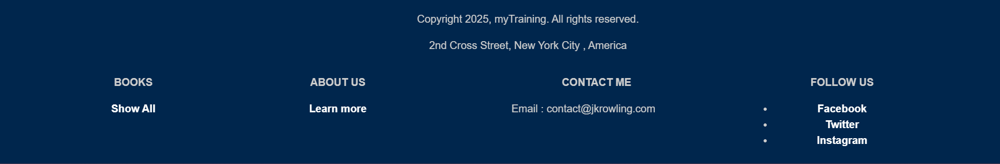 Copyright 2025, myTraining. All rights reserved.
2nd Cross Street, New York City , America
BOOKS
Show All
ABOUT US
Learn more
CONTACT ME
Email : contact@jkrowling.com
FOLLOW US
• Facebook
• Twitter
• Instagram